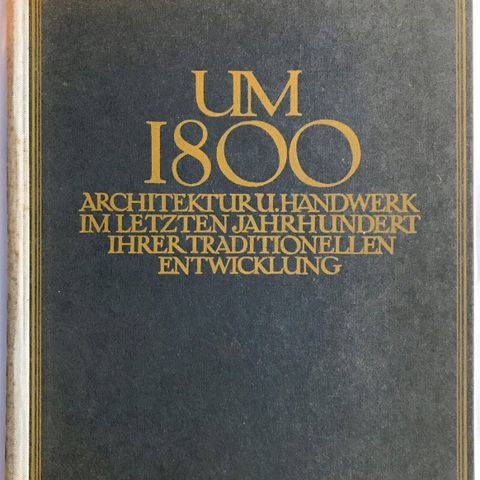 UM
1800
ARCHITEKTUR U. HANDWERK
IM LETZTEN JAHRHUNDERT
IHRER TRADITIONELLEN
ENTWICKLUNG